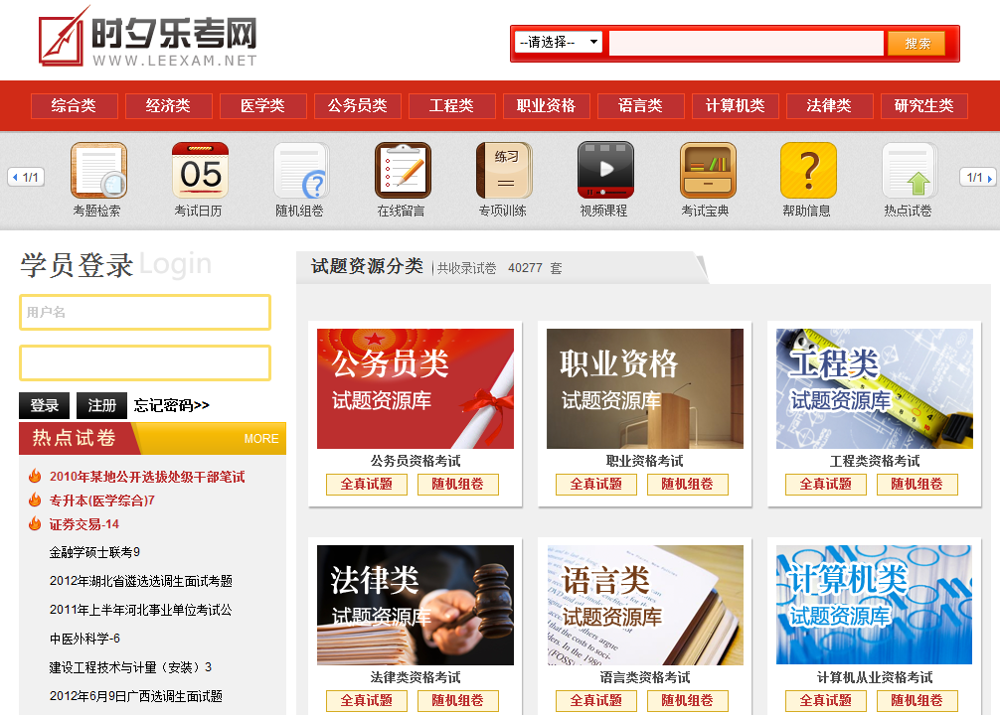 时夕乐考网
WWW.LEEXAM.NET
--请选择--
搜索
综合类 经济类 医学类 公务员类 工程类 职业资格 语言类 计算机类 法律类 研究生类
1/1
05
练习
1/1
考题检索 考试日历 随机组卷 在线留言 专项训练 视频课程 考试宝典 帮助信息 热点试卷
学员登录 Login
用户名
登录 注册 忘记密码>>
热点试卷 MORE
2010年某地公开选拔处级干部笔试
专升本(医学综合)7
证券交易-14
金融学硕士联考9
2012年湖北省遴选选调生面试考题
2011年上半年河北事业单位考试公
中医外科学-6
建设工程技术与计量（安装）3
2012年6月9日广西选调生面试题
试题资源分类 共收录试卷 40277 套
公务员类
试题资源库
公务员资格考试
全真试题 随机组卷
职业资格
试题资源库
职业资格考试
全真试题 随机组卷
工程类
试题资源库
工程类资格考试
全真试题 随机组卷
法律类
试题资源库
法律类资格考试
全真试题 随机组卷
语言类
试题资源库
语言类资格考试
全真试题 随机组卷
计算机类
试题资源库
计算机从业资格考试
全真试题 随机组卷